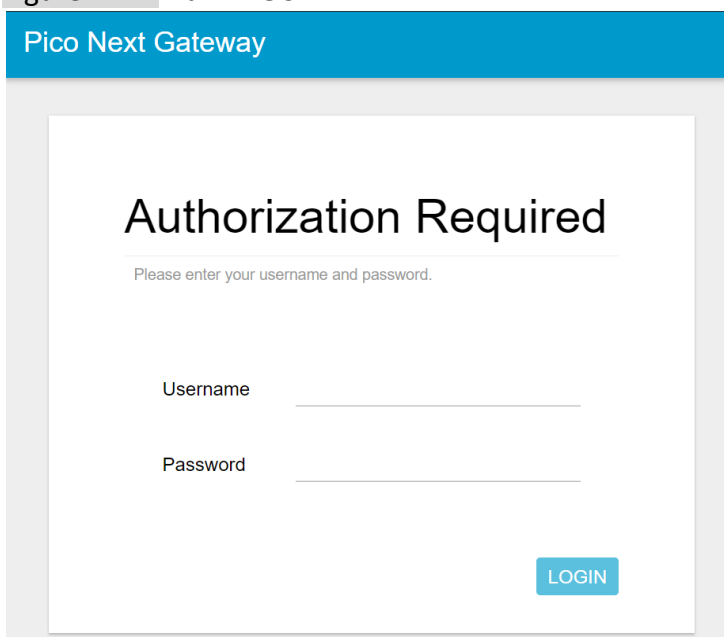 Pico Next Gateway
Authorization Required
Please enter your username and password.
Username
Password
LOGIN